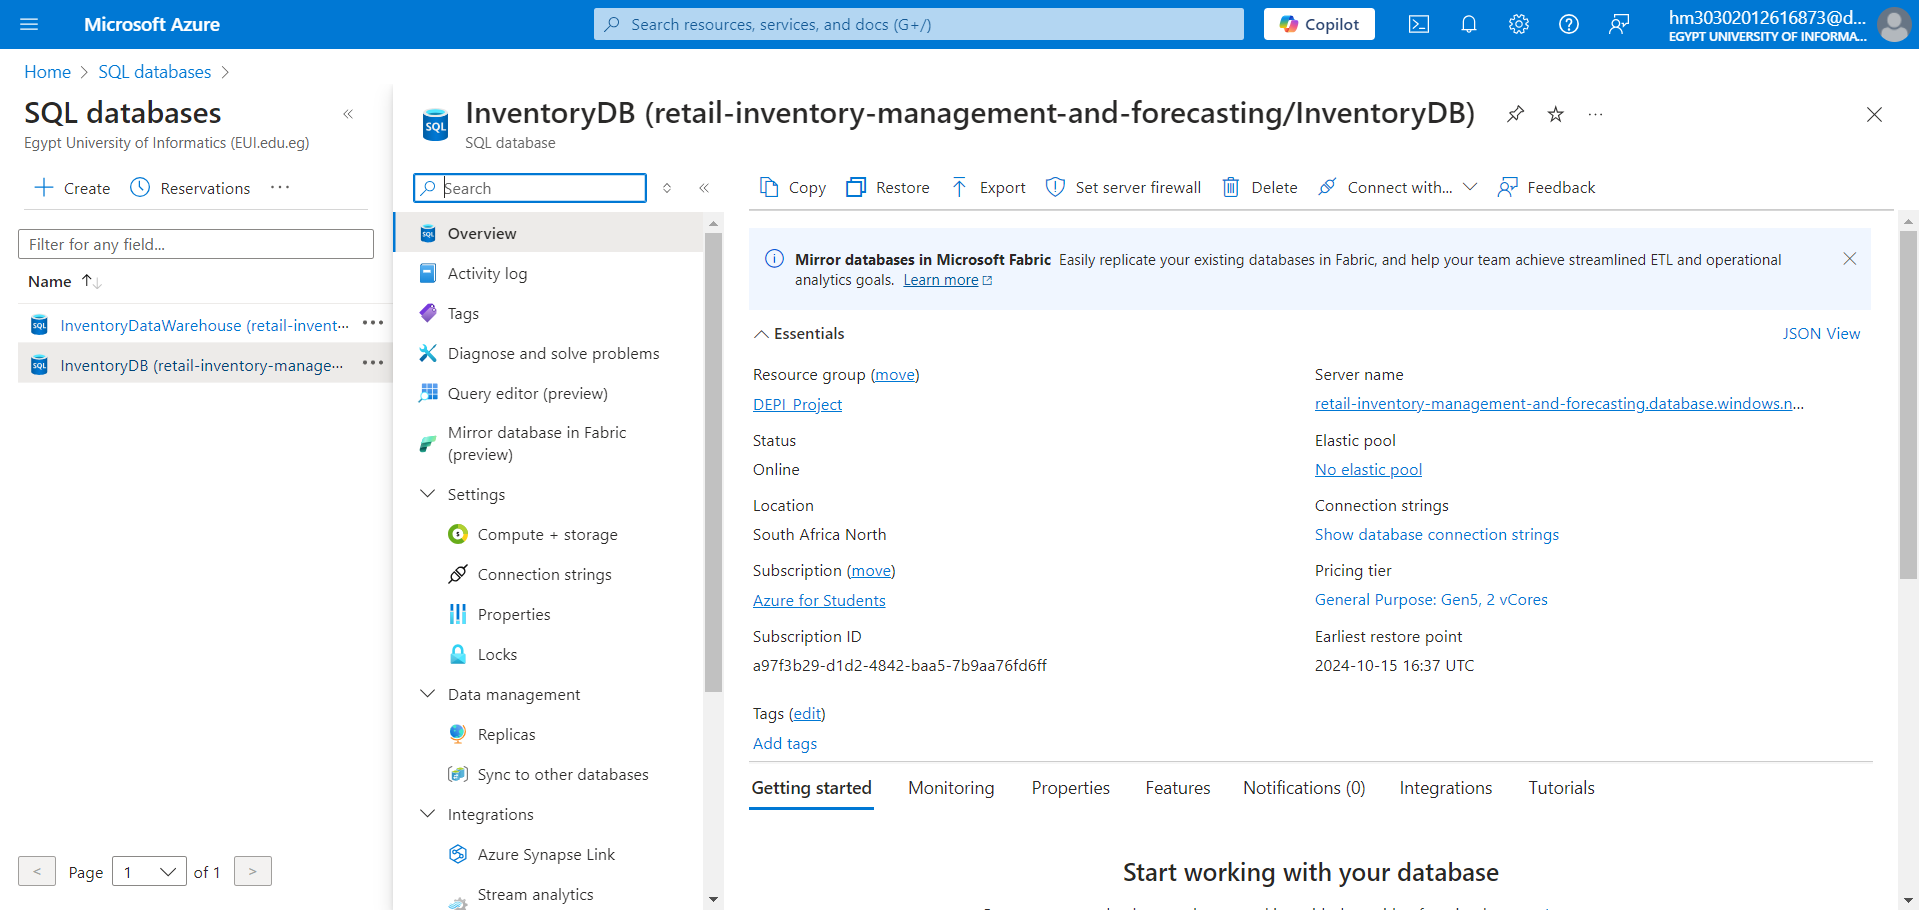 Microsoft Azure
Search resources, services, and docs (G+/)
Copilot
hm30302012616873@d...
EGYPT UNIVERSITY OF INFORMA...
Home > SQL databases >
SQL databases
Egypt University of Informatics (EUI.edu.eg)
Create
Reservations
Filter for any field...
Name
InventoryDataWarehouse (retail-invent...
InventoryDB (retail-inventory-manage...
< Page 1 of 1 >
InventoryDB (retail-inventory-management-and-forecasting/InventoryDB)
SQL database
Search
Overview
Activity log
Tags
Diagnose and solve problems
Query editor (preview)
Mirror database in Fabric
(preview)
Settings
Compute + storage
Connection strings
Properties
Locks
Data management
Replicas
Sync to other databases
Integrations
Azure Synapse Link
Stream analytics
Copy
Restore
Export
Set server firewall
Delete
Connect with...
Feedback
Mirror databases in Microsoft Fabric Easily replicate your existing databases in Fabric, and help your team achieve streamlined ETL and operational
analytics goals. Learn more
Essentials
JSON View
Resource group (move)
DEPI_Project
Status
Online
Location
South Africa North
Subscription (move)
Azure for Students
Subscription ID
a97f3b29-d1d2-4842-baa5-7b9aa76fd6ff
Server name
retail-inventory-management-and-forecasting.database.windows.n...
Elastic pool
No elastic pool
Connection strings
Show database connection strings
Pricing tier
General Purpose: Gen5, 2 vCores
Earliest restore point
2024-10-15 16:37 UTC
Tags (edit)
Add tags
Getting started
Monitoring
Properties
Features
Notifications (0)
Integrations
Tutorials
Start working with your database